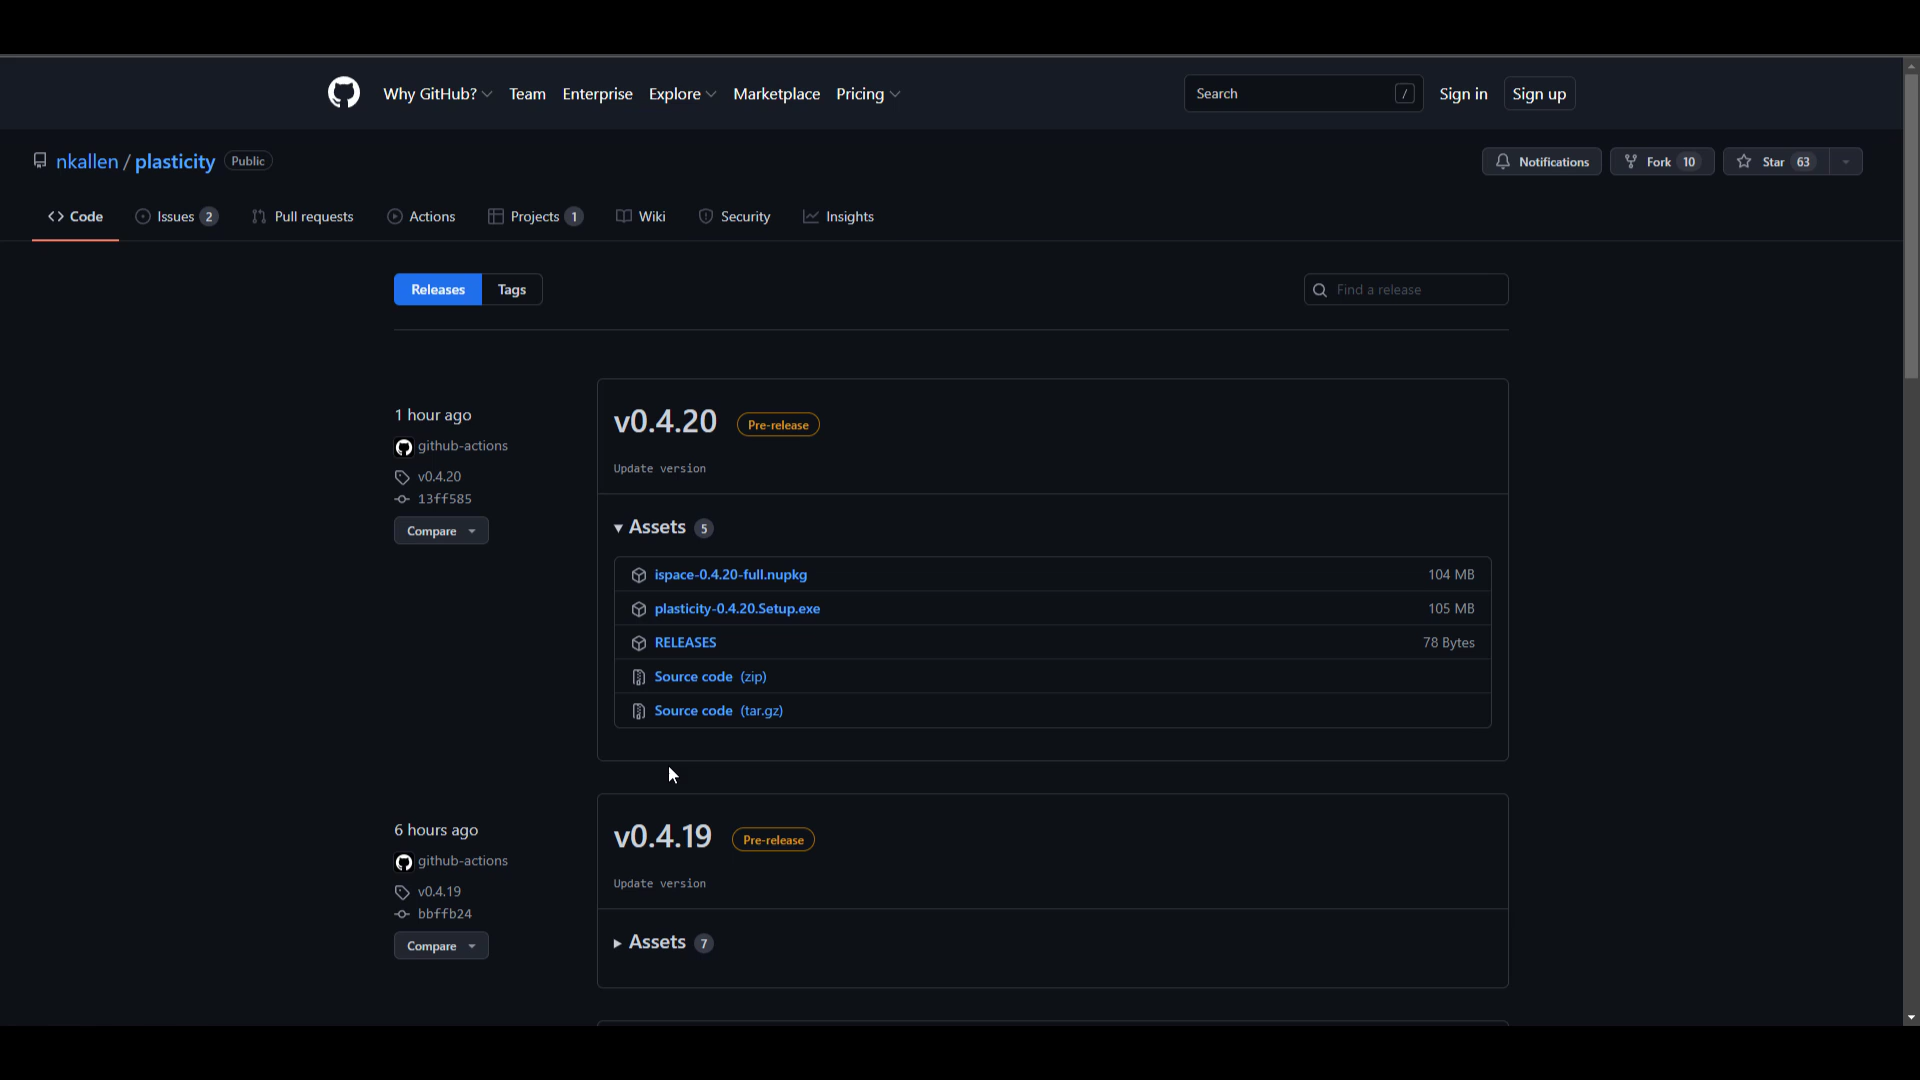 Why GitHub? Team Enterprise Explore Marketplace Pricing Search / Sign in Sign up
nkallen / plasticity Public Notifications Fork 10 Star 63
Code Issues 2 Pull requests Actions Projects 1 Wiki Security Insights
Releases Tags Find a release
1 hour ago
github-actions
v0.4.20
13ff585
Compare
v0.4.20 Pre-release
Update version
Assets 5
ispace-0.4.20-full.nupkg 104 MB
plasticity-0.4.20.Setup.exe 105 MB
RELEASES 78 Bytes
Source code (zip)
Source code (tar.gz)
6 hours ago
github-actions
v0.4.19
bbffb24
Compare
v0.4.19 Pre-release
Update version
Assets 7